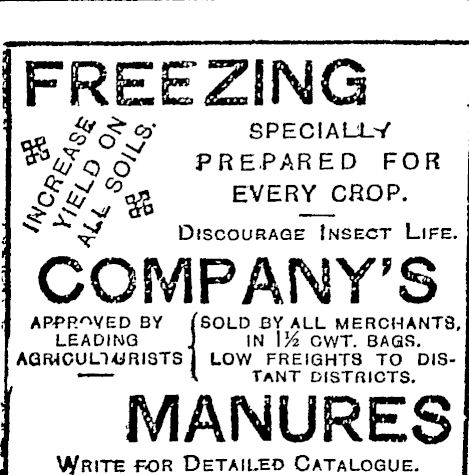 FREEZING
INCREASE
YIELD ON
ALL SOILS.
SPECIALLY
PREPARED FOR
EVERY CROP.
DISCOURAGE INSECT LIFE.
COMPANY'S
APPROVED BY
LEADING
AGRICULTURISTS
SOLD BY ALL MERCHANTS,
IN 1½ CWT. BAGS.
LOW FREIGHTS TO DIS-
TANT DISTRICTS.
MANURES
WRITE FOR DETAILED CATALOGUE.